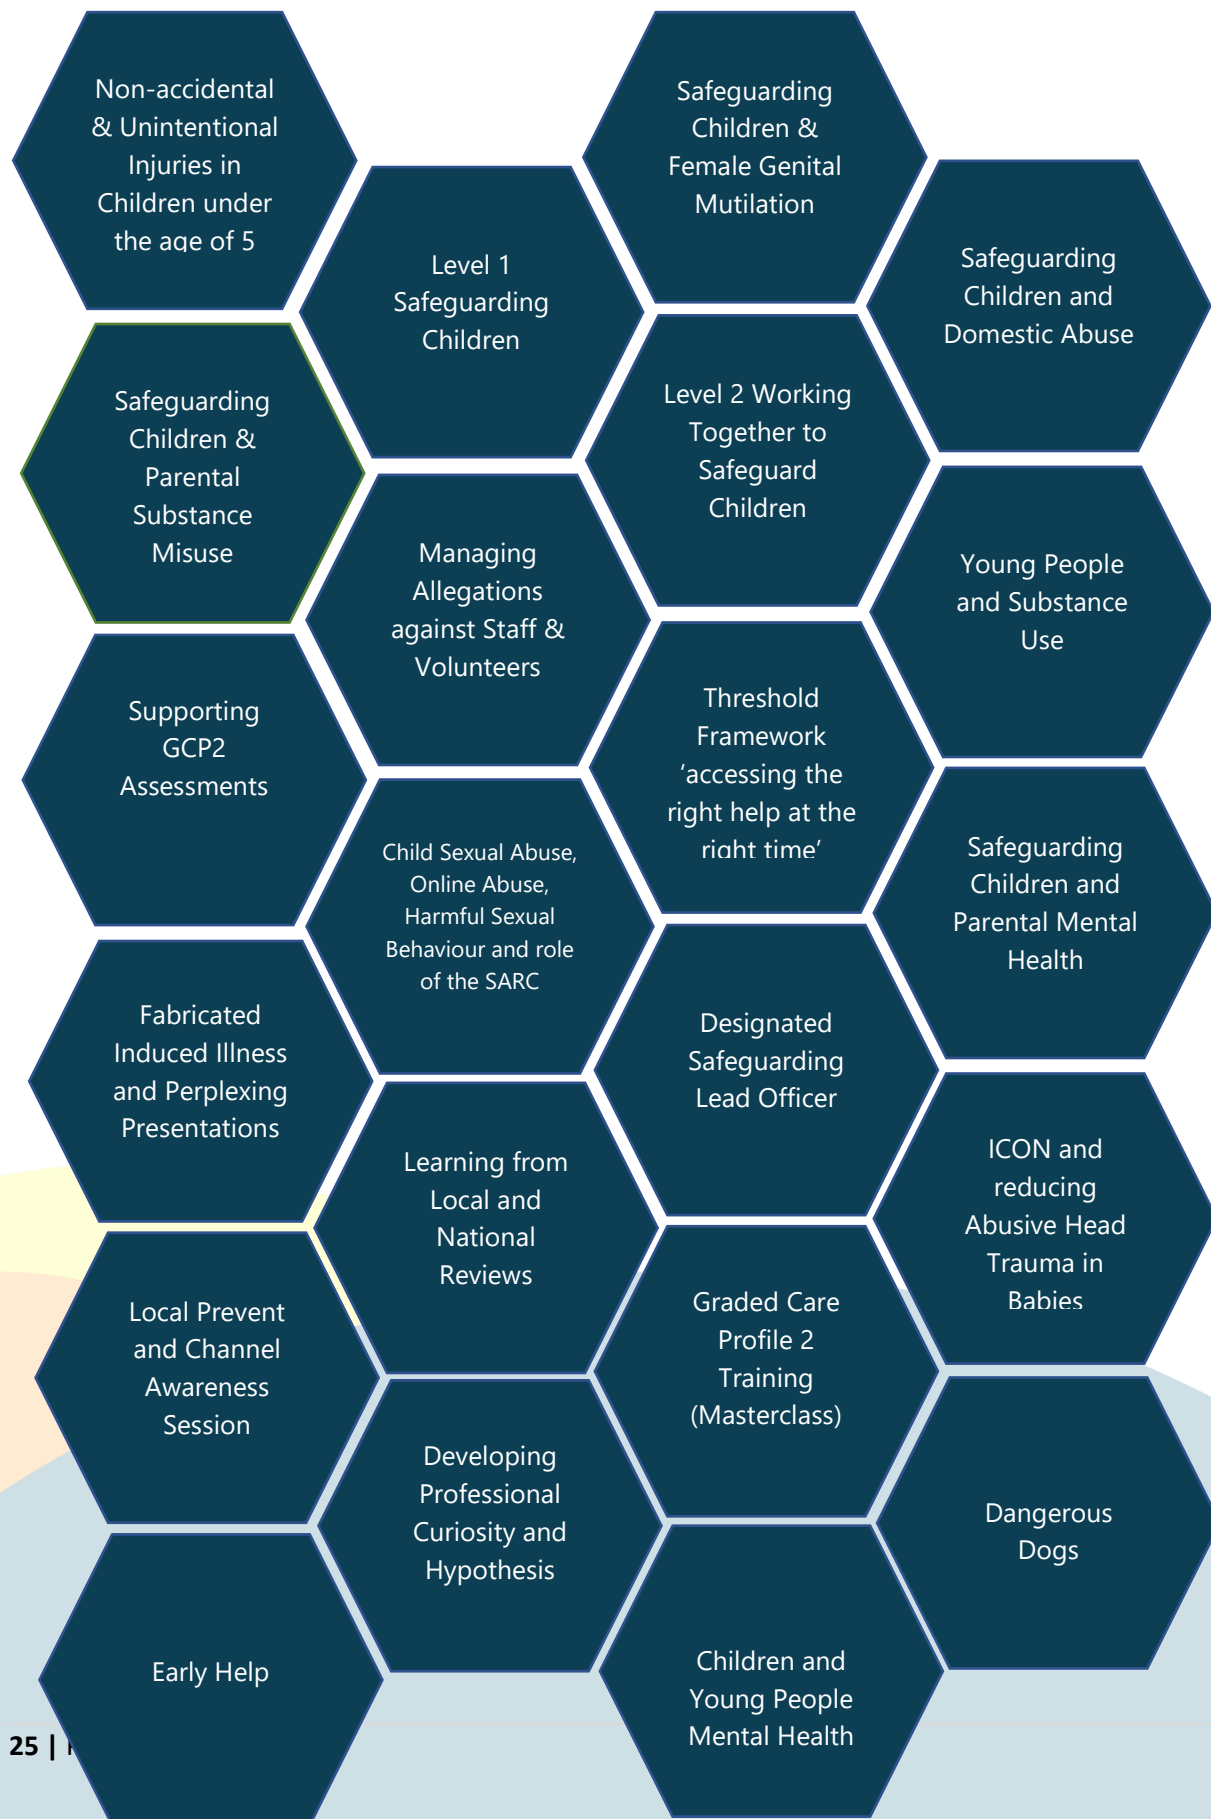 Non-accidental
& Unintentional
Injuries in
Children under
the age of 5
Safeguarding
Children &
Female Genital
Mutilation
Level 1
Safeguarding
Children
Safeguarding
Children and
Domestic Abuse
Safeguarding
Children &
Parental
Substance
Misuse
Level 2 Working
Together to
Safeguard
Children
Managing
Allegations
against Staff &
Volunteers
Young People
and Substance
Use
Supporting
GCP2
Assessments
Threshold
Framework
‘accessing the
right help at the
right time’
Child Sexual Abuse,
Online Abuse,
Harmful Sexual
Behaviour and role
of the SARC
Safeguarding
Children and
Parental Mental
Health
Fabricated
Induced Illness
and Perplexing
Presentations
Designated
Safeguarding
Lead Officer
Learning from
Local and
National
Reviews
ICON and
reducing
Abusive Head
Trauma in
Babies
Local Prevent
and Channel
Awareness
Session
Graded Care
Profile 2
Training
(Masterclass)
Developing
Professional
Curiosity and
Hypothesis
Dangerous
Dogs
Early Help
Children and
Young People
Mental Health
25 |